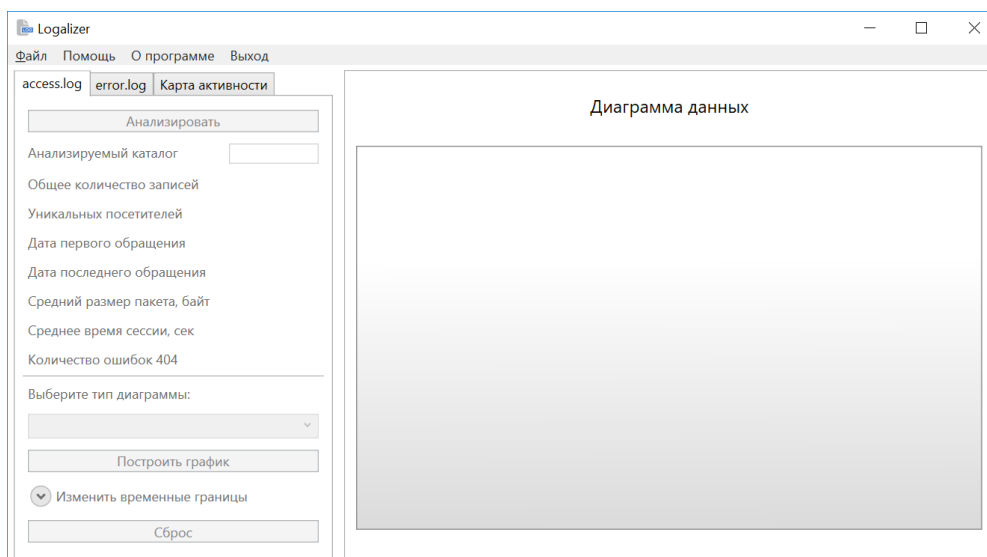 Logalizer
Файл Помощь О программе Выход
access.log error.log Карта активности
Анализировать
Анализируемый каталог
Общее количество записей
Уникальных посетителей
Дата первого обращения
Дата последнего обращения
Средний размер пакета, байт
Среднее время сессии, сек
Количество ошибок 404
Выберите тип диаграммы:
Построить график
Изменить временные границы
Сброс
Диаграмма данных